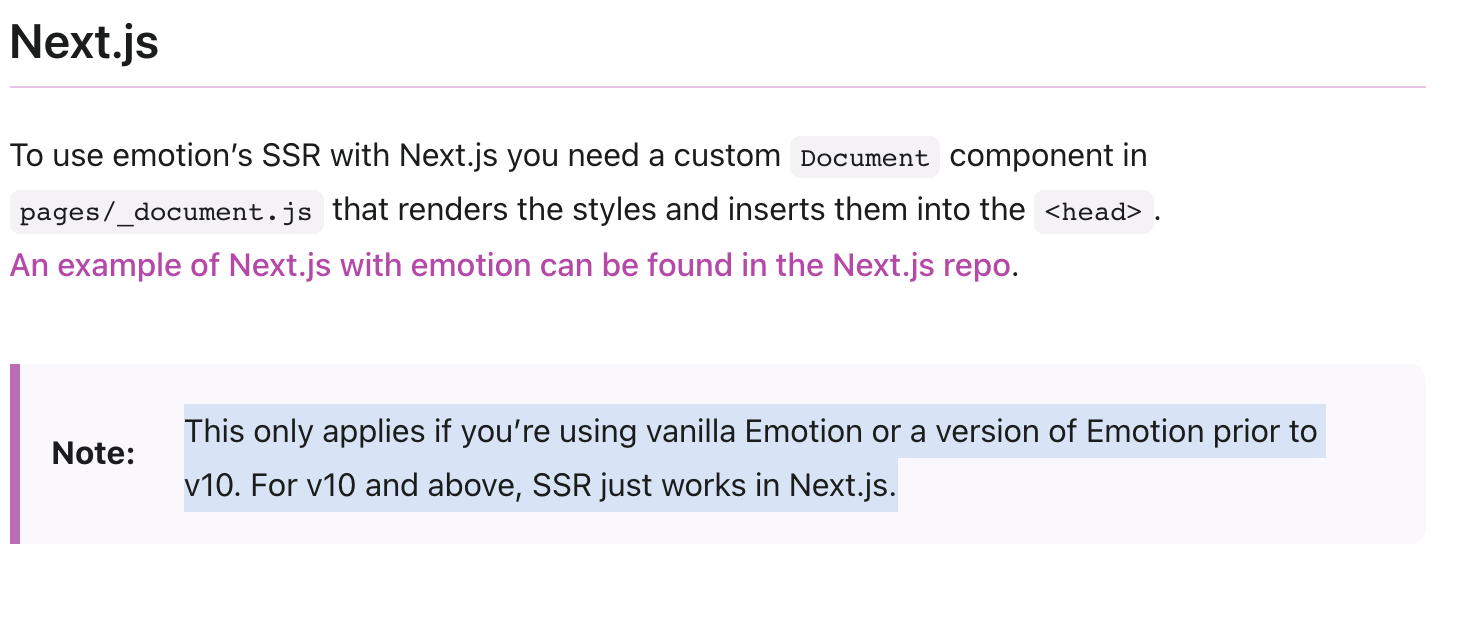 Next.js
To use emotion’s SSR with Next.js you need a custom Document component in
pages/_document.js that renders the styles and inserts them into the <head>.
An example of Next.js with emotion can be found in the Next.js repo.
Note:
This only applies if you’re using vanilla Emotion or a version of Emotion prior to
v10. For v10 and above, SSR just works in Next.js.